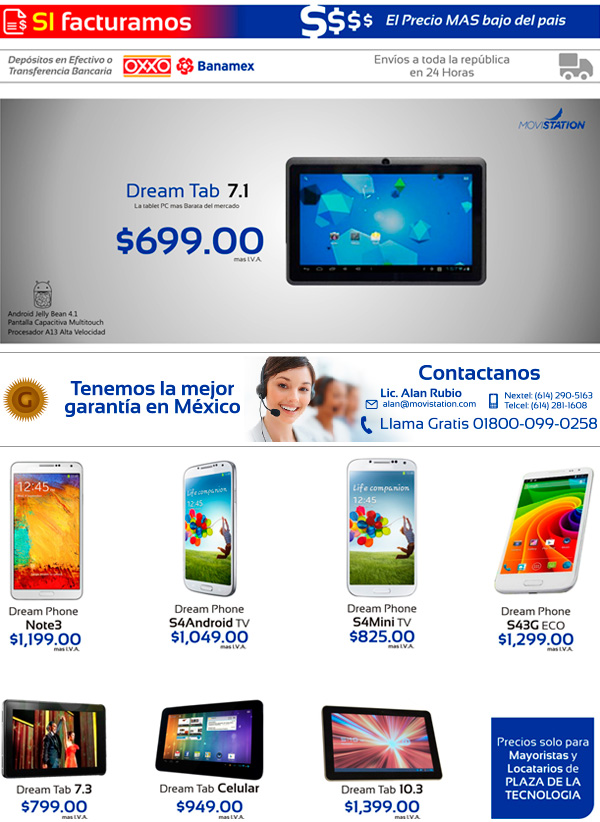 SI facturamos
$$$$ El Precio MAS bajo del pais
Depósitos en Efectivo o
Transferencia Bancaria
OXXO
Banamex
Envíos a toda la república
en 24 Horas
MOVISTATION
Dream Tab 7.1
La tablet PC mas Barata del mercado
$699.00
mas I.V.A.
Android Jelly Bean 4.1
Pantalla Capacitiva Multitouch
Procesador A13 Alta Velocidad
G
Tenemos la mejor
garantía en México
Contactanos
Lic. Alan Rubio
alan@movistation.com
Nextel: (614) 290-5163
Telcel: (614) 281-1608
Llama Gratis 01800-099-0258
12:45
Life companion
12:45
Life companion
12:45
Dream Phone
Note3
$1,199.00
mas I.V.A.
Dream Phone
S4Android TV
$1,049.00
mas I.V.A.
Dream Phone
S4Mini TV
$825.00
mas I.V.A.
Dream Phone
S43G ECO
$1,299.00
mas I.V.A.
Dream Tab 7.3
$799.00
mas I.V.A.
Dream Tab Celular
$949.00
mas I.V.A.
Dream Tab 10.3
$1,399.00
mas I.V.A.
Precios solo para
Mayoristas y
Locatarios de
PLAZA DE LA
TECNOLOGIA